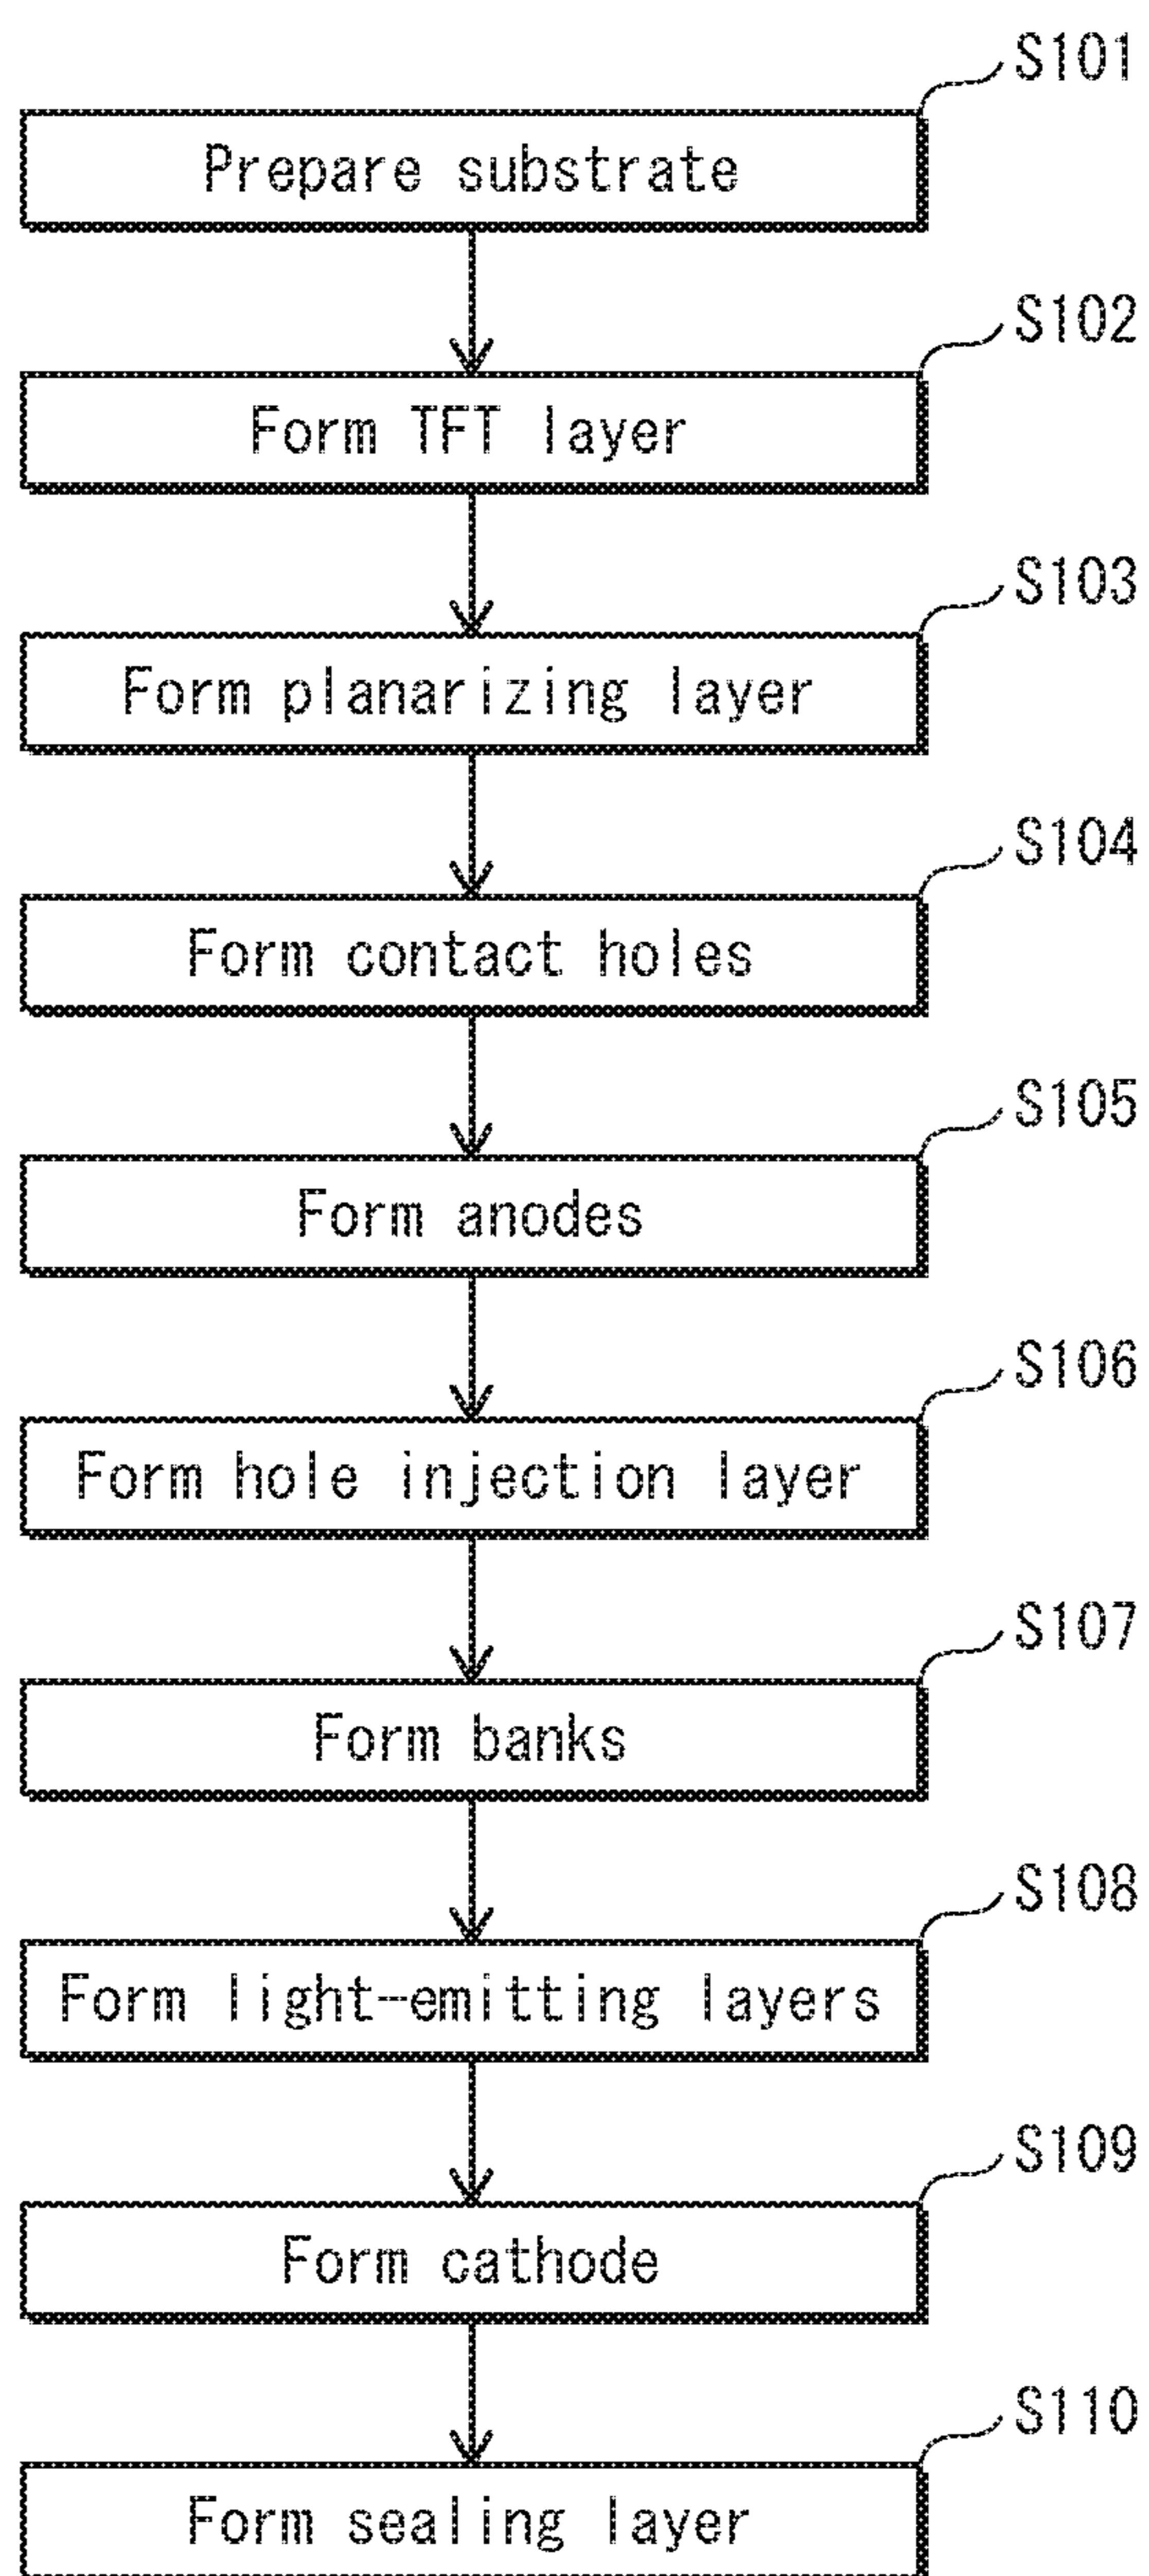 S101
Prepare substrate
S102
Form TFT layer
S103
Form planarizing layer
S104
Form contact holes
S105
Form anodes
S106
Form hole injection layer
S107
Form banks
S108
Form light-emitting layers
S109
Form cathode
S110
Form sealing layer